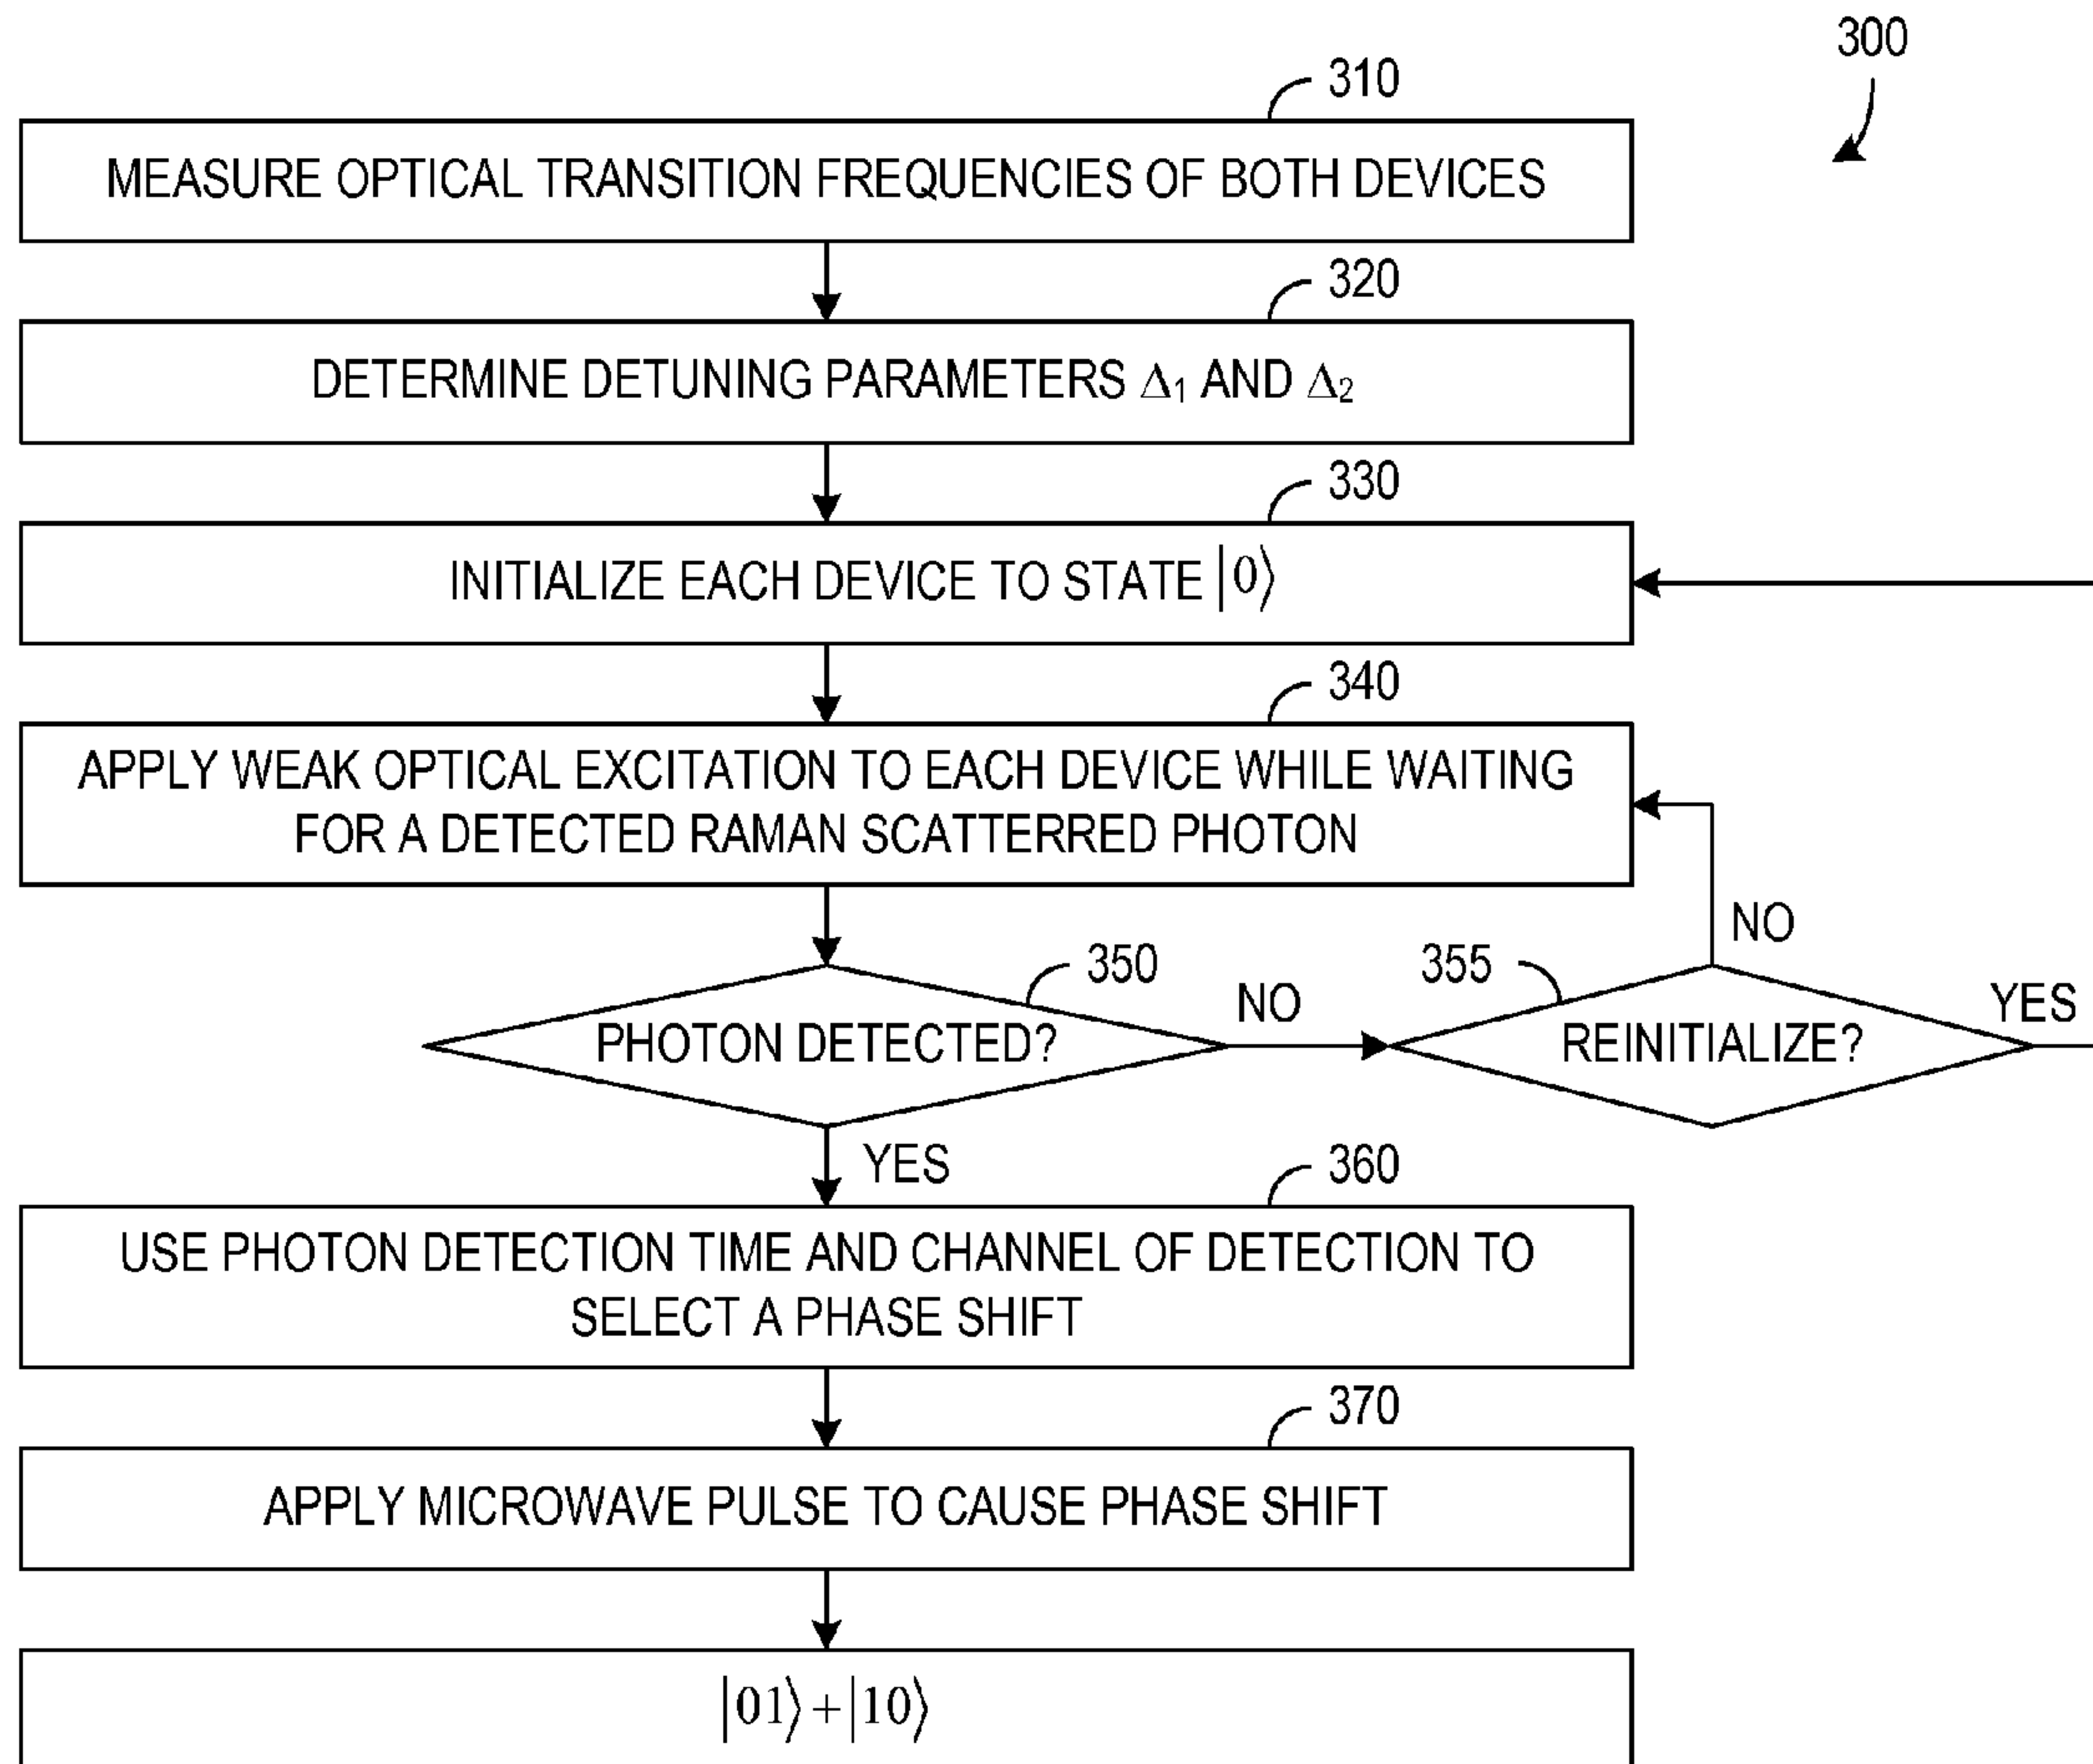 300
310
MEASURE OPTICAL TRANSITION FREQUENCIES OF BOTH DEVICES
320
DETERMINE DETUNING PARAMETERS Δ₁ AND Δ₂
330
INITIALIZE EACH DEVICE TO STATE |0⟩
340
APPLY WEAK OPTICAL EXCITATION TO EACH DEVICE WHILE WAITING
FOR A DETECTED RAMAN SCATTERRED PHOTON
NO
350
355
NO
YES
PHOTON DETECTED?
REINITIALIZE?
YES
360
USE PHOTON DETECTION TIME AND CHANNEL OF DETECTION TO
SELECT A PHASE SHIFT
370
APPLY MICROWAVE PULSE TO CAUSE PHASE SHIFT
|01⟩+|10⟩